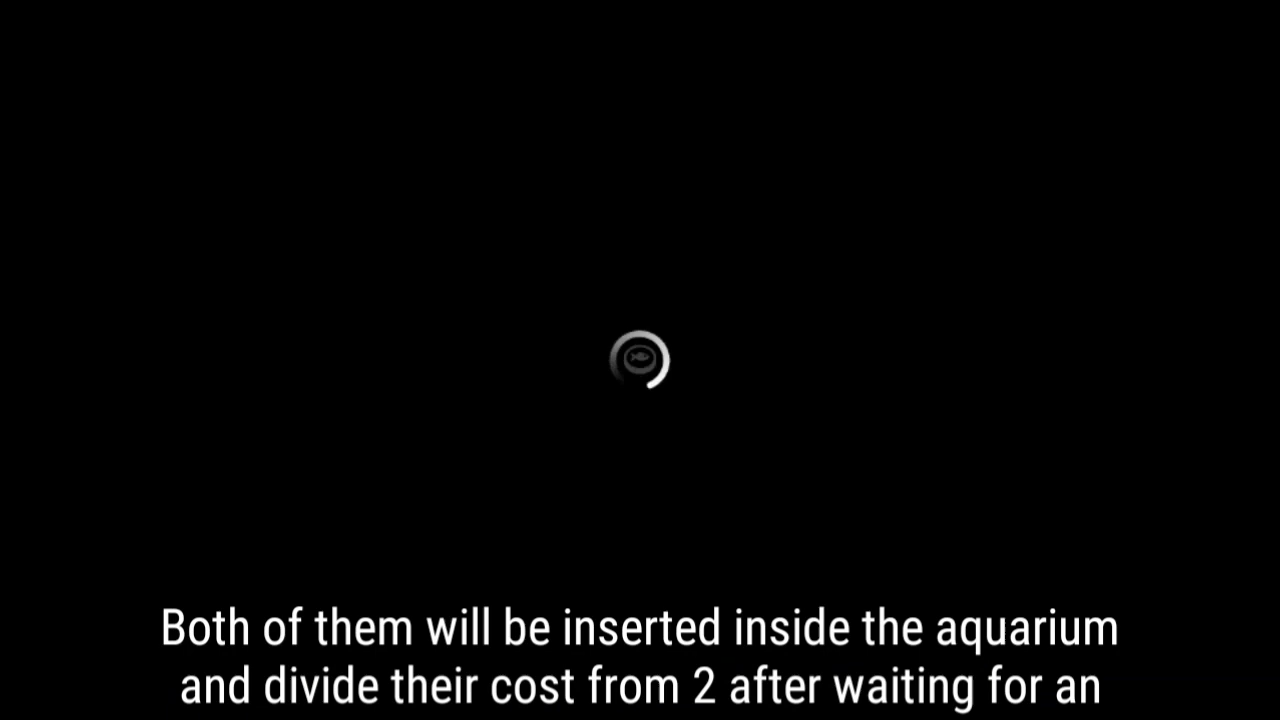 Both of them will be inserted inside the aquarium
and divide their cost from 2 after waiting for an